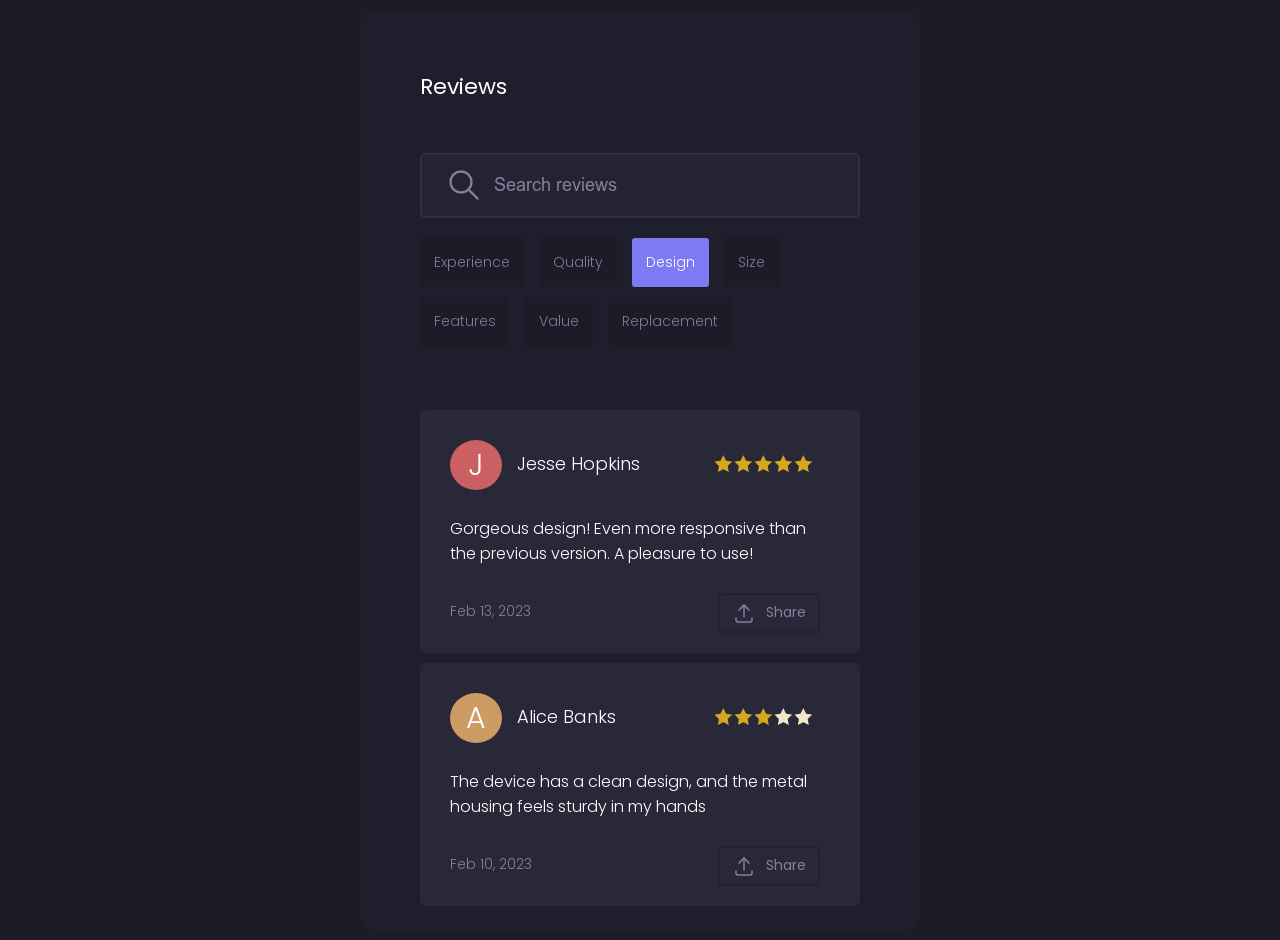 Reviews
Search reviews
Experience Quality Design Size
Features Value Replacement
J Jesse Hopkins
Gorgeous design! Even more responsive than
the previous version. A pleasure to use!
Feb 13, 2023 Share
A Alice Banks
The device has a clean design, and the metal
housing feels sturdy in my hands
Feb 10, 2023 Share